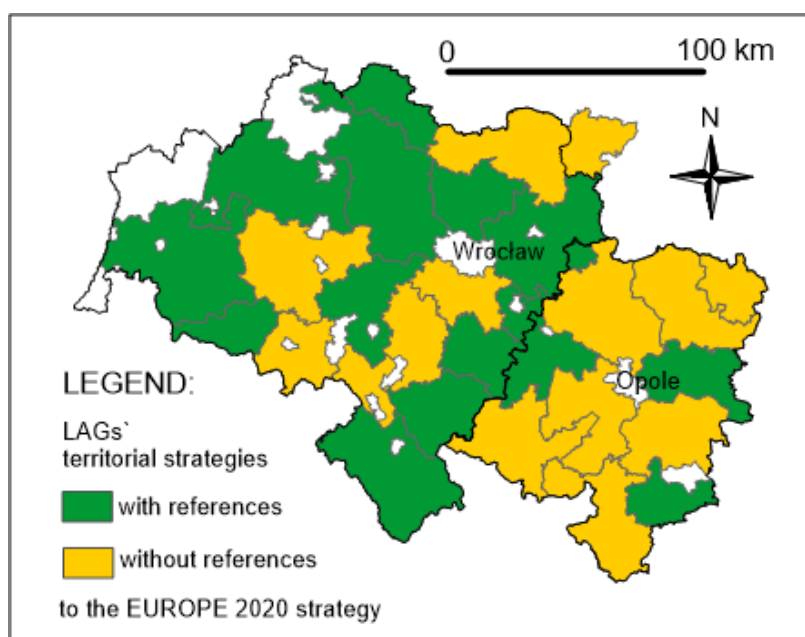 0 100 km
N
Wrocław
Opole
LEGEND:
LAGs`
territorial strategies
with references
without references
to the EUROPE 2020 strategy